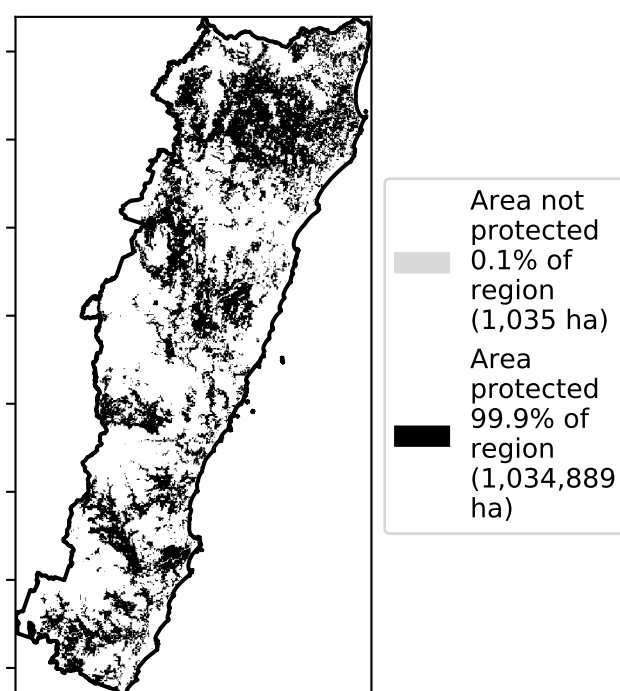 Area not
protected
0.1% of
region
(1,035 ha)
Area
protected
99.9% of
region
(1,034,889
ha)